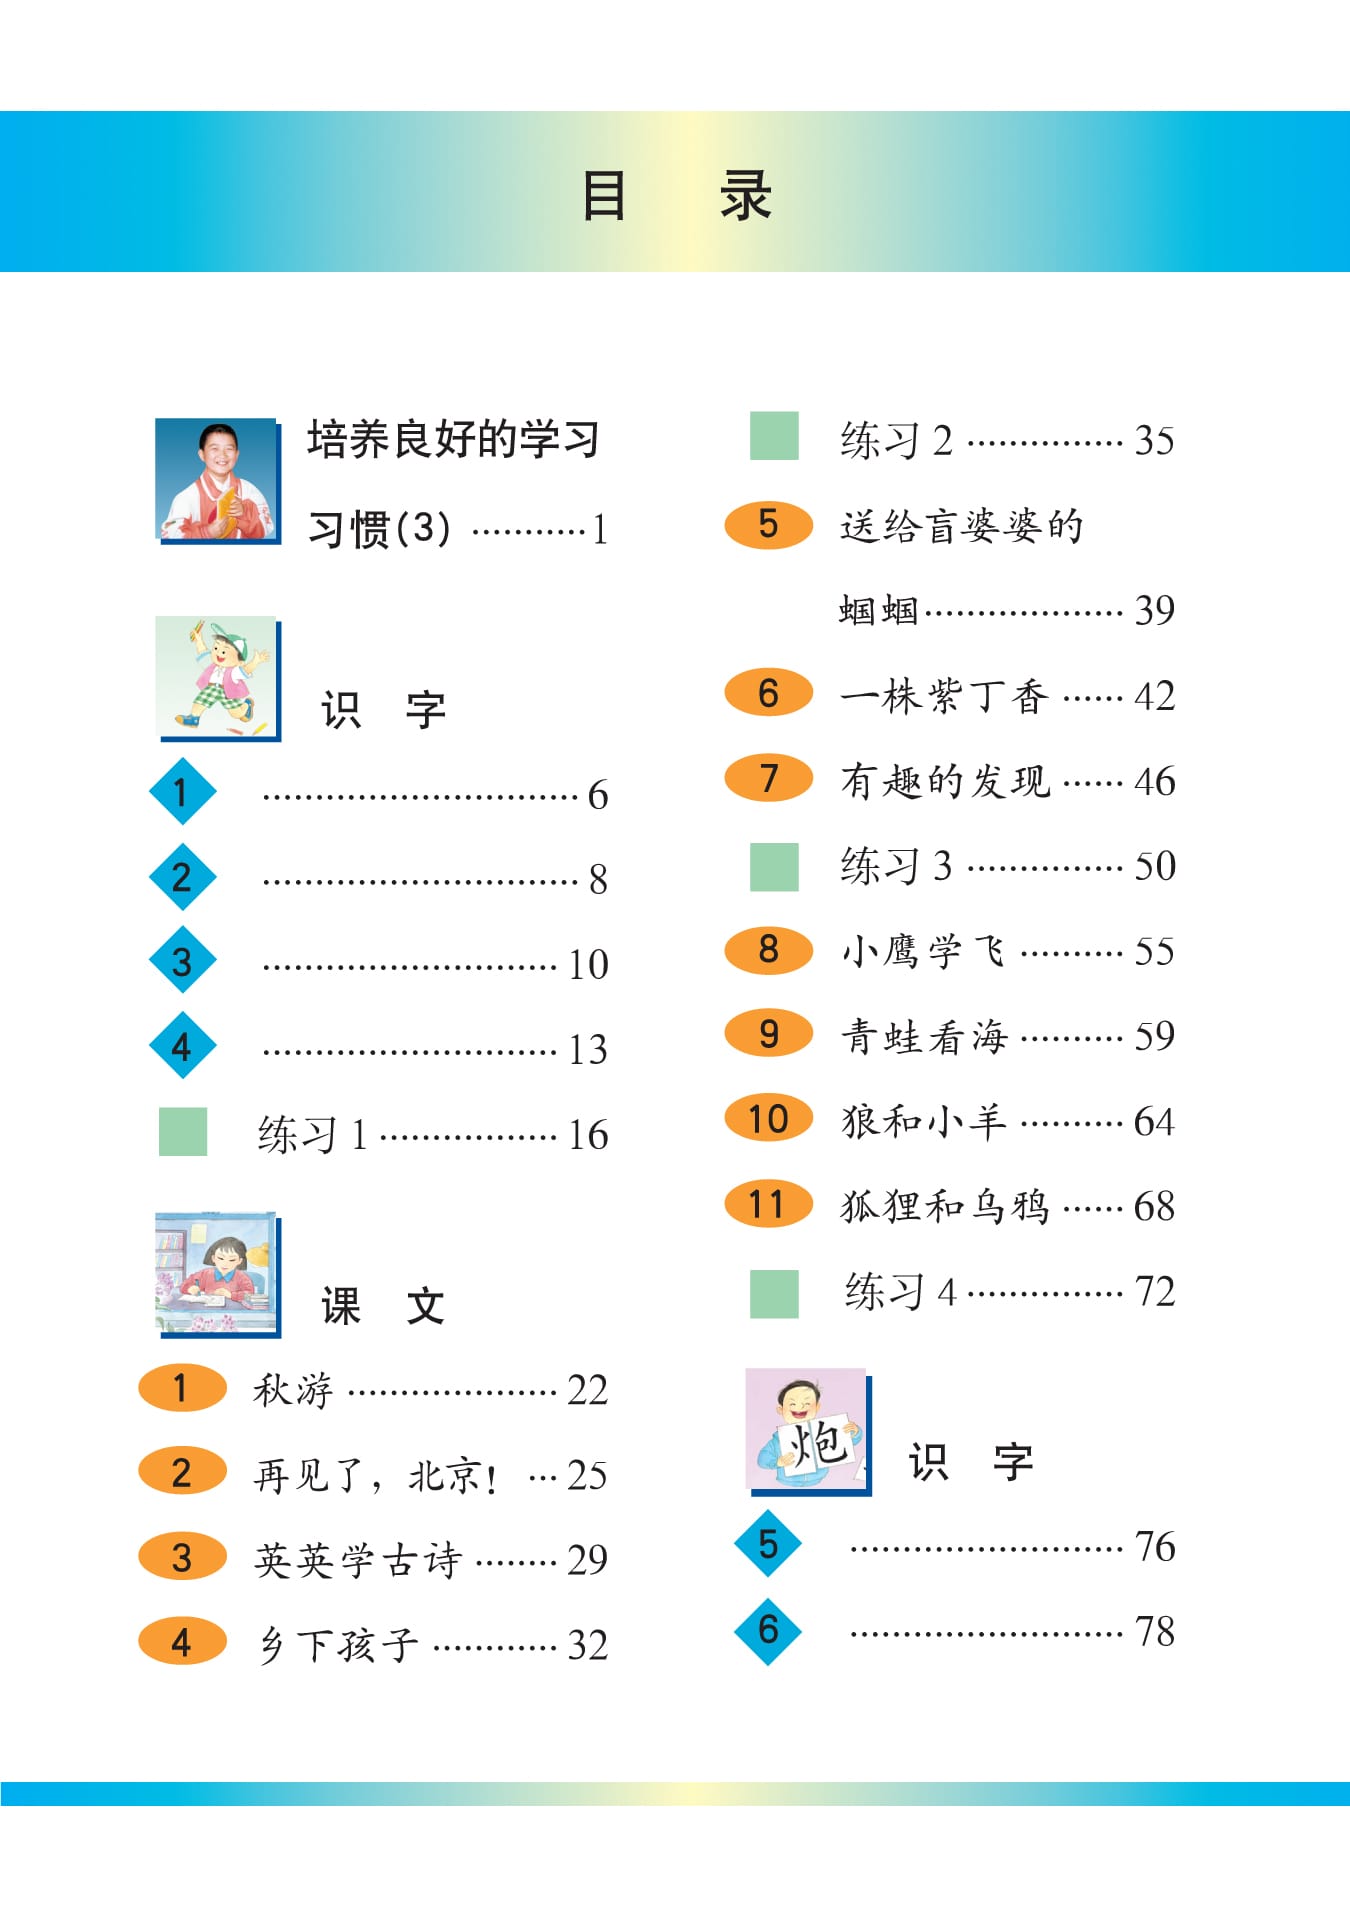 目 录
培养良好的学习
习惯(3) ···········1
识 字
1 ······························ 6
2 ······························ 8
3 ···························· 10
4 ···························· 13
练习 1 ················· 16
课 文
1 秋游 ···················· 22
2 再见了，北京！ ··· 25
3 英英学古诗 ········ 29
4 乡下孩子 ············ 32
练习 2 ··············· 35
5 送给盲婆婆的
蝈蝈··················· 39
6 一株紫丁香 ······ 42
7 有趣的发现 ······ 46
练习 3 ··············· 50
8 小鹰学飞 ·········· 55
9 青蛙看海 ·········· 59
10 狼和小羊 ·········· 64
11 狐狸和乌鸦 ······ 68
练习 4 ··············· 72
炮
识 字
5 ·························· 76
6 ·························· 78